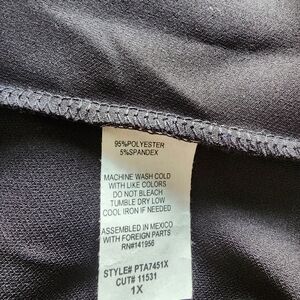 95%POLYESTER
5%SPANDEX
MACHINE WASH COLD
WITH LIKE COLORS
DO NOT BLEACH
TUMBLE DRY LOW
COOL IRON IF NEEDED
ASSEMBLED IN MEXICO
WITH FOREIGN PARTS
RN#141956
STYLE# PTA7451X
CUT# 11531
1X